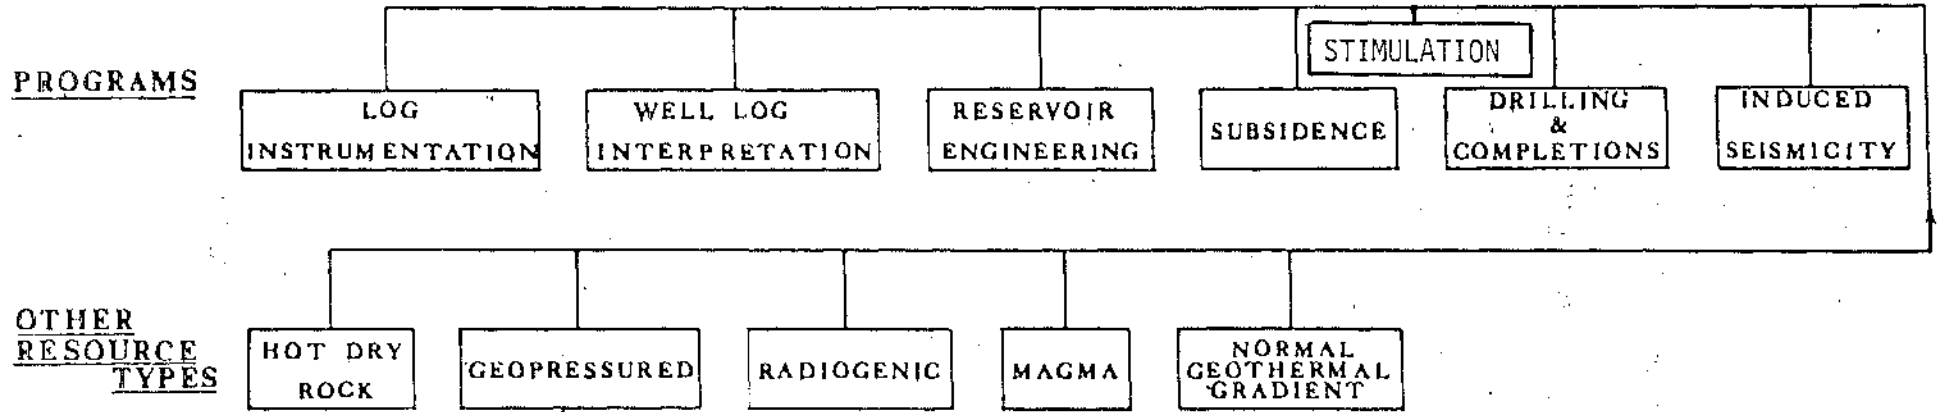 STIMULATION
PROGRAMS
LOG
INSTRUMENTATION
WELL LOG
INTERPRETATION
RESERVOIR
ENGINEERING
SUBSIDENCE
DRILLING
&
COMPLETIONS
INDUCED
SEISMICITY
OTHER
RESOURCE
TYPES
HOT DRY
ROCK
GEOPRESSURED
RADIOGENIC
MAGMA
NORMAL
GEOTHERMAL
GRADIENT